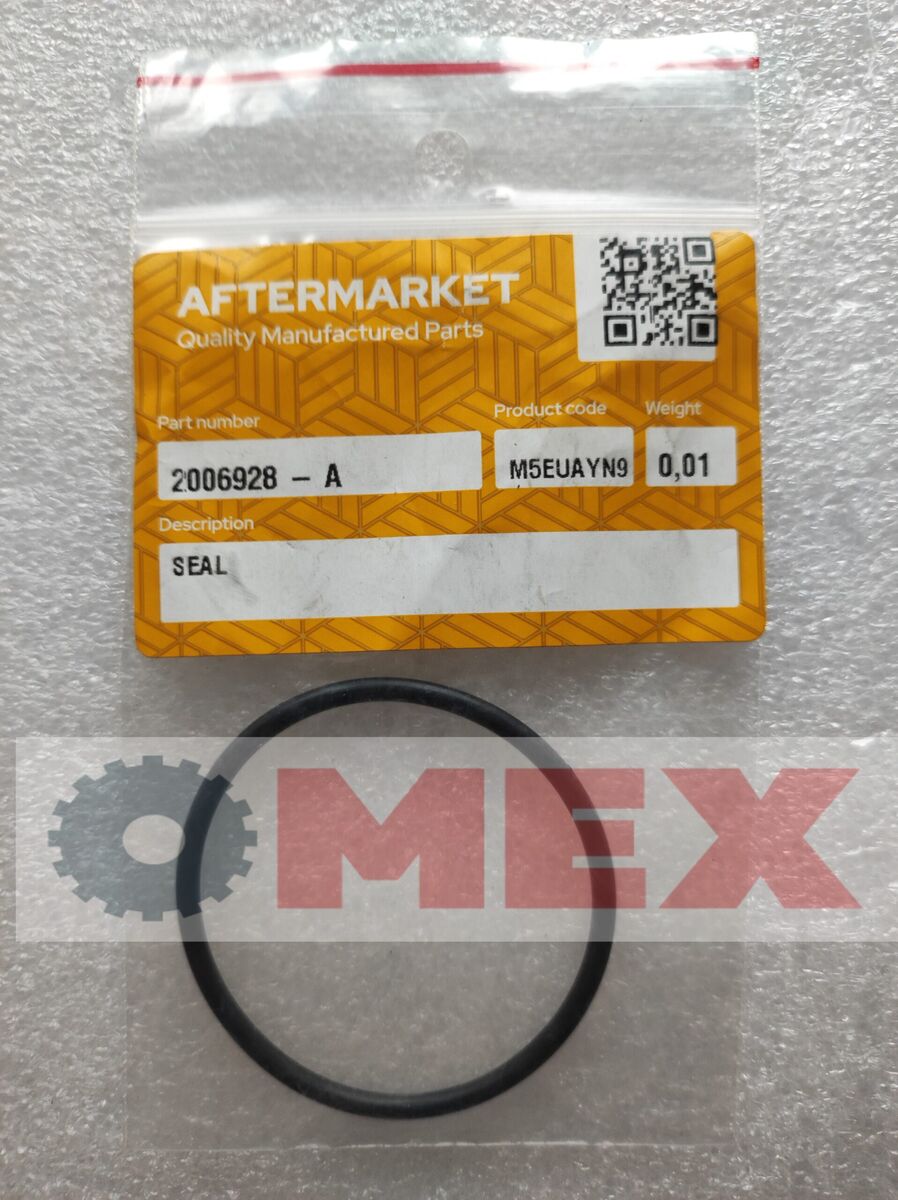 AFTERMARKET
Quality Manufactured Parts
Part number
Product code
Weight
2006928 - A
M5EUAYN9
0,01
Description
SEAL
MEX